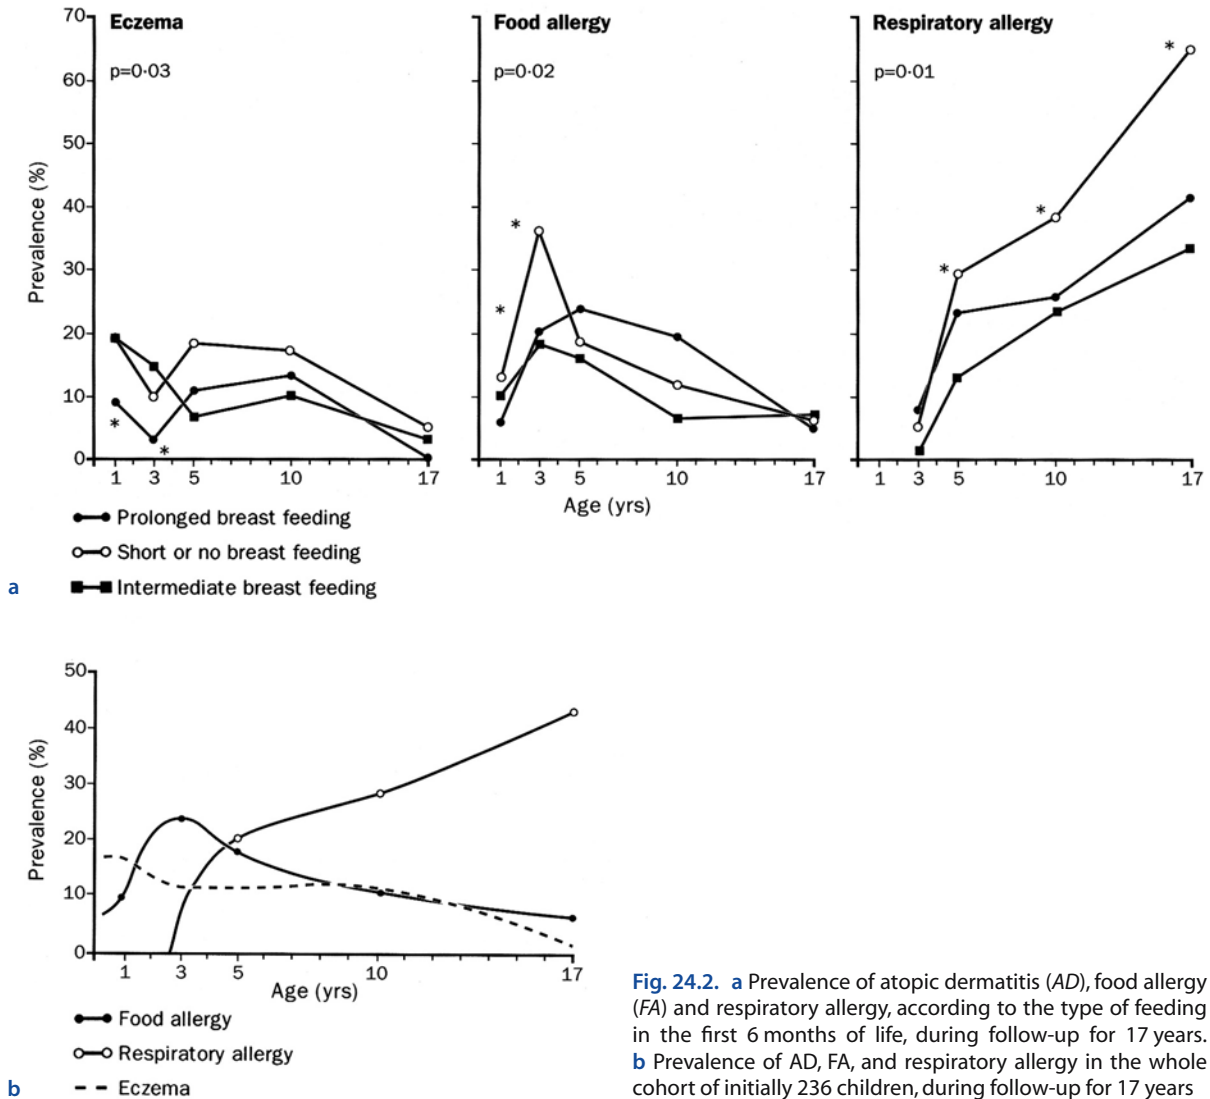 Eczema
p=0·03
Food allergy
p=0·02
Respiratory allergy
p=0·01
Prevalence (%)
70
60
50
40
30
20
10
0
* *
* *
* * *
1 3 5 10 17
1 3 5 10 17
1 3 5 10 17
Age (yrs)
Prolonged breast feeding
Short or no breast feeding
Intermediate breast feeding
a
Prevalence (%)
50
40
30
20
10
0
1 3 5 10 17
Age (yrs)
Food allergy
Respiratory allergy
Eczema
b
Fig. 24.2. a Prevalence of atopic dermatitis (AD), food allergy
(FA) and respiratory allergy, according to the type of feeding
in the first 6 months of life, during follow-up for 17 years.
b Prevalence of AD, FA, and respiratory allergy in the whole
cohort of initially 236 children, during follow-up for 17 years